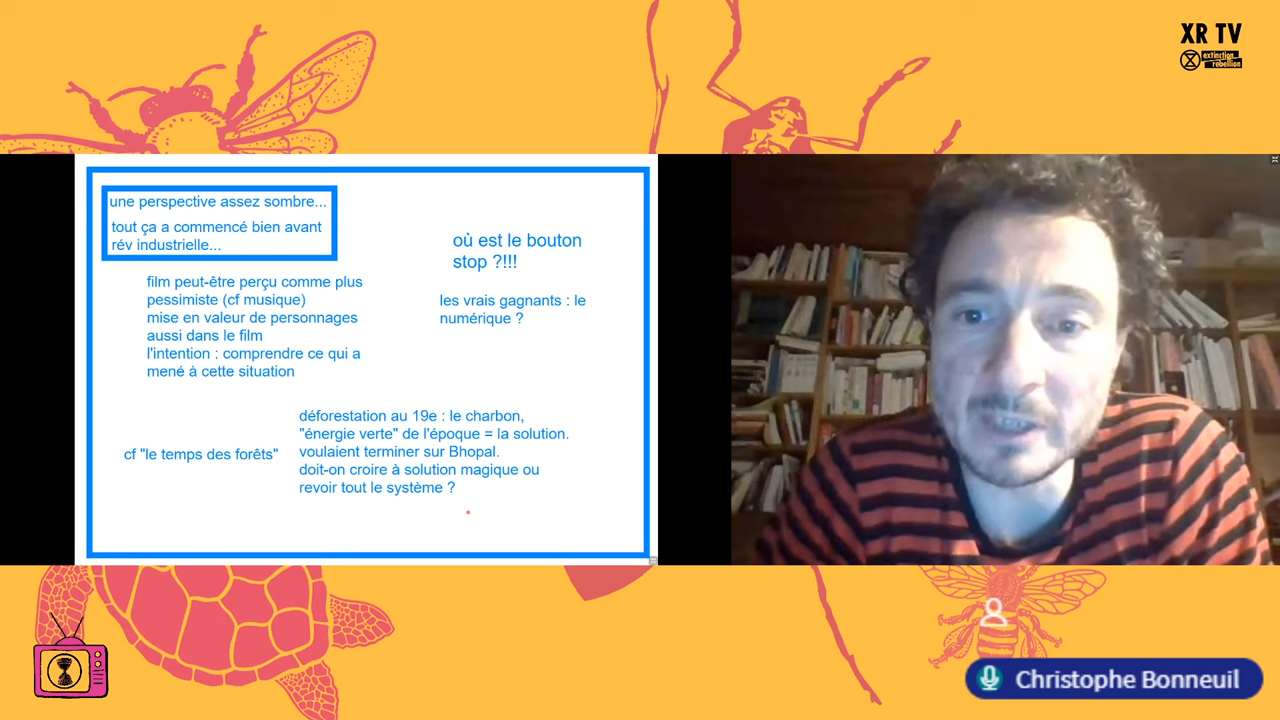 XR TV
extinction
rebellion
une perspective assez sombre...
tout ça a commencé bien avant
rév industrielle...
film peut-être perçu comme plus
pessimiste (cf musique)
mise en valeur de personnages
aussi dans le film
l'intention : comprendre ce qui a
mené à cette situation
où est le bouton
stop ?!!!
les vrais gagnants : le
numérique ?
cf "le temps des forêts"
déforestation au 19e : le charbon,
"énergie verte" de l'époque = la solution.
voulaient terminer sur Bhopal.
doit-on croire à solution magique ou
revoir tout le système ?
Christophe Bonneuil